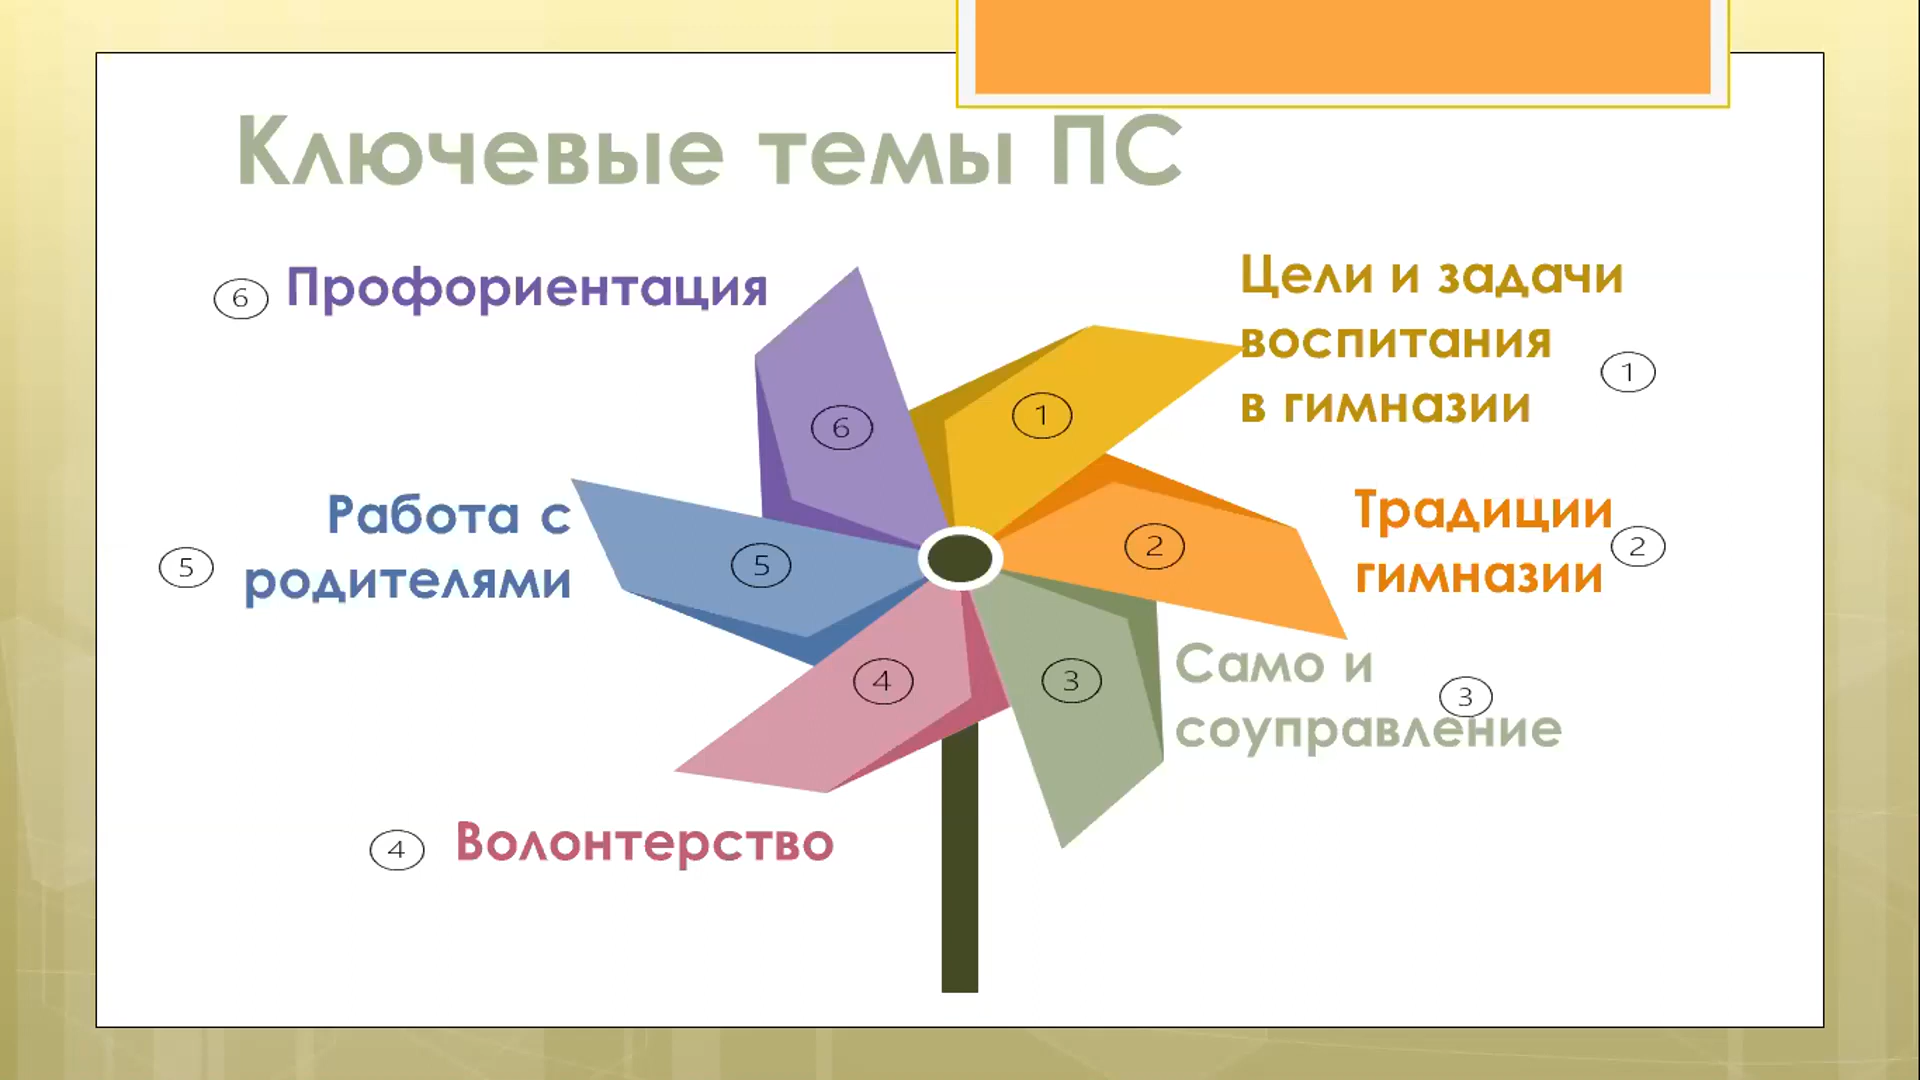 Ключевые темы ПС
6 Профориентация
Цели и задачи
воспитания
в гимназии
1
6
1
Работа с
родителями
5
5
2
Традиции
гимназии
2
4
3
Само и
соуправление
3
4 Волонтерство